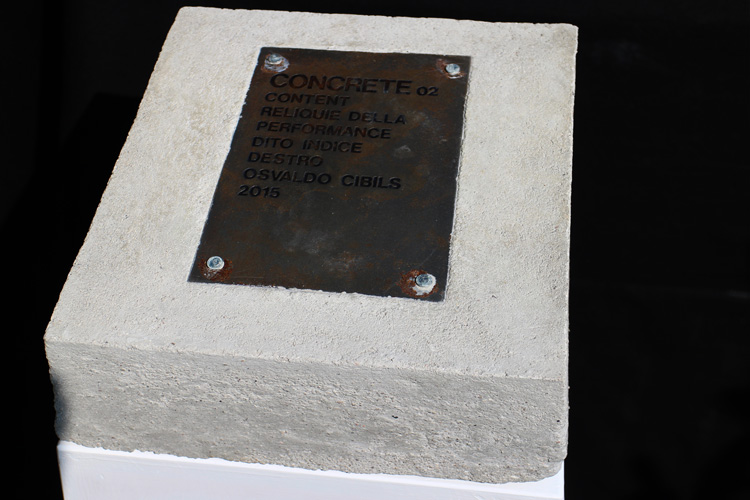 CONCRETE 02
CONTENT
RELIQUIE DELLA
PERFORMANCE
DITO INDICE
DESTRO
OSVALDO CIBILS
2015